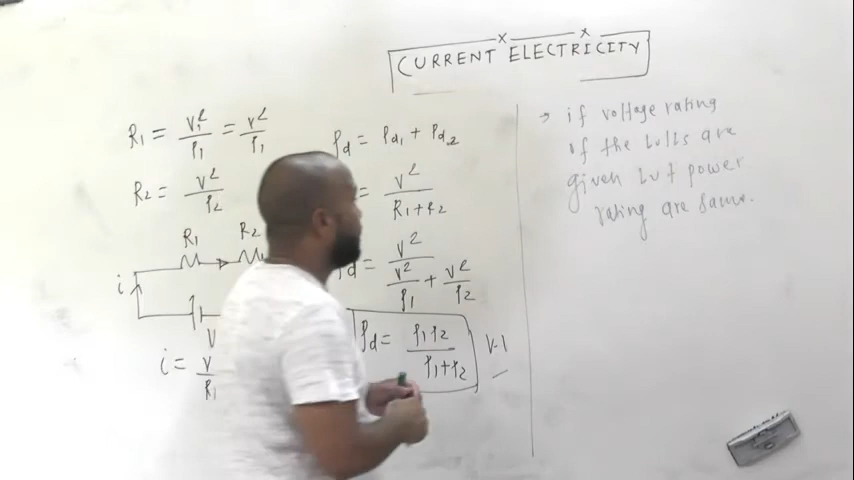 CURRENT ELECTRICITY
R₁ = V₁²/P₁ = V²/P₁
R₂ = V²/P₂
R₁ R₂
i
V
i = V/R₁
Pd = Pd₁ + Pd₂
= V²/(R₁+R₂)
d = V²/(V²/P₁ + V²/P₂)
Pd = P₁P₂/(P₁+P₂)
→ if voltage rating
of the bulbs are
given but power
rating are same.